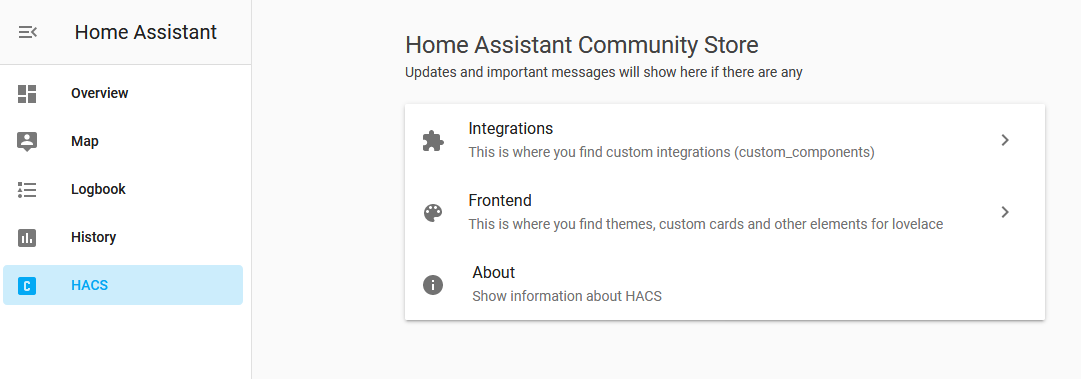 Home Assistant
Overview
Map
Logbook
History
C
HACS
Home Assistant Community Store
Updates and important messages will show here if there are any
Integrations
This is where you find custom integrations (custom_components)
Frontend
This is where you find themes, custom cards and other elements for lovelace
About
Show information about HACS